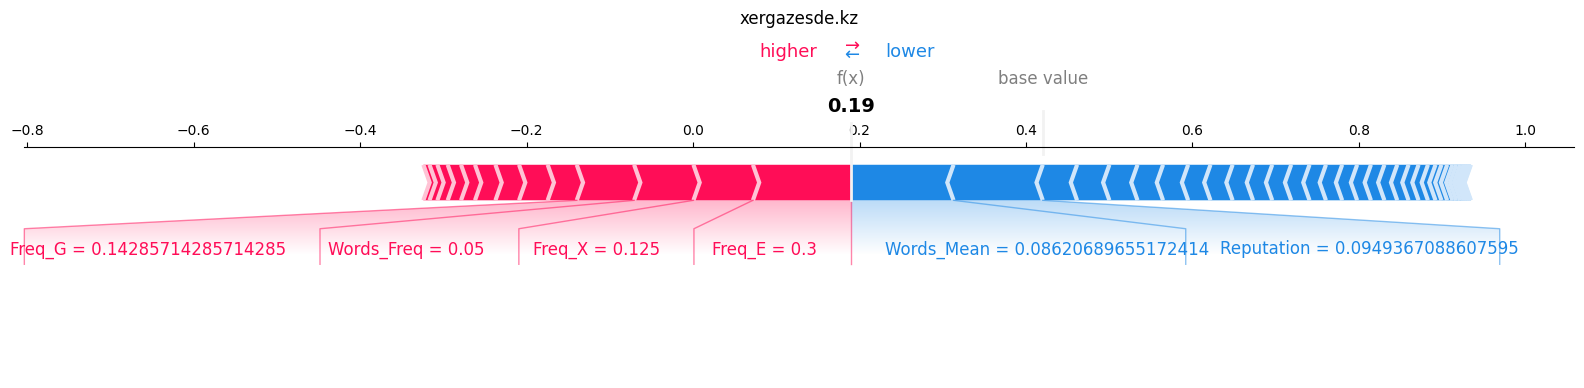 xergazesde.kz
higher ⇄ lower
f(x) base value
0.19
−0.8 −0.6 −0.4 −0.2 0.0 0.2 0.4 0.6 0.8 1.0
Freq_G = 0.14285714285714285 Words_Freq = 0.05 Freq_X = 0.125 Freq_E = 0.3 Words_Mean = 0.08620689655172414 Reputation = 0.0949367088607595